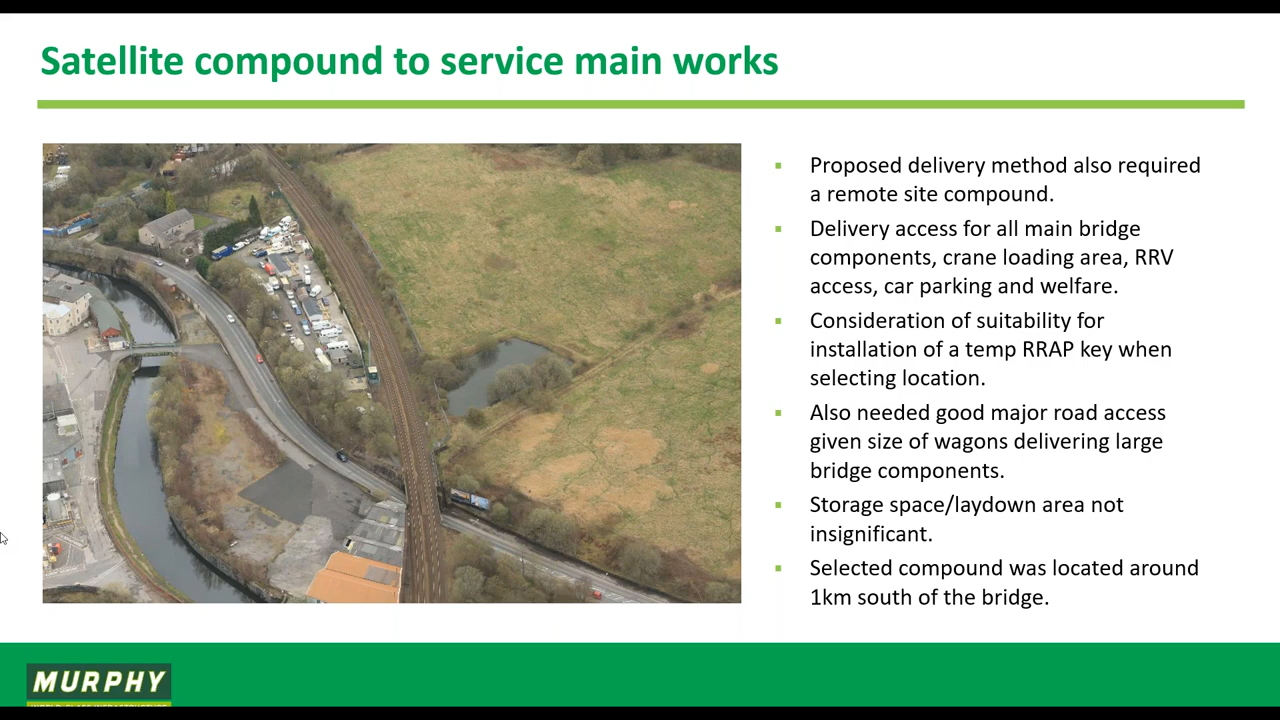 Satellite compound to service main works
Proposed delivery method also required
a remote site compound.
Delivery access for all main bridge
components, crane loading area, RRV
access, car parking and welfare.
Consideration of suitability for
installation of a temp RRAP key when
selecting location.
Also needed good major road access
given size of wagons delivering large
bridge components.
Storage space/laydown area not
insignificant.
Selected compound was located around
1km south of the bridge.
MURPHY
WORLD-CLASS INFRASTRUCTURE